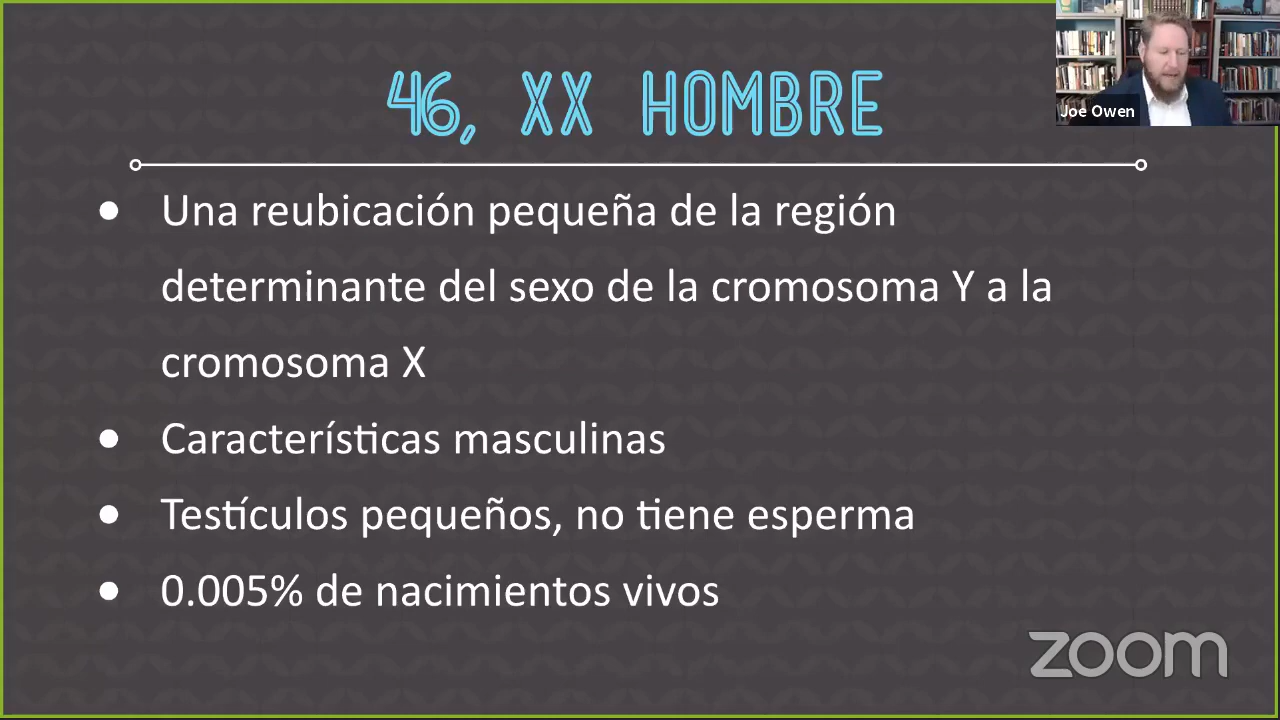 46, XX HOMBRE
Joe Owen
● Una reubicación pequeña de la región
determinante del sexo de la cromosoma Y a la
cromosoma X
● Características masculinas
● Testículos pequeños, no tiene esperma
● 0.005% de nacimientos vivos
zoom